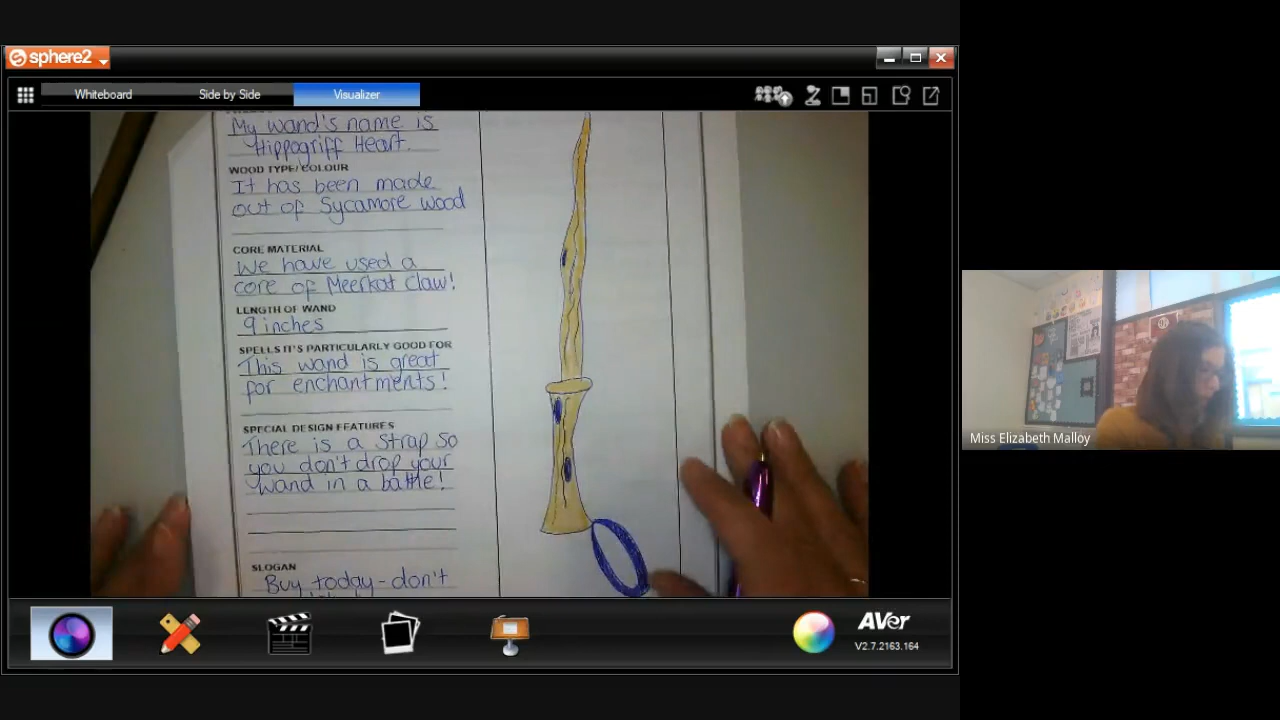 sphere2
Whiteboard
Side by Side
Visualizer
My wand's name is
Hippogriff Heart.
WOOD TYPE/COLOUR
It has been made
out of Sycamore wood
CORE MATERIAL
We have used a
core of Meerkat Claw!
LENGTH OF WAND
9 inches
SPELLS IT'S PARTICULARLY GOOD FOR
This wand is great
for enchantments!
SPECIAL DESIGN FEATURES
There is a strap so
you don't drop your
wand in a battle!
SLOGAN
Buy today-don't
Miss Elizabeth Malloy
AVer
V2.7.2163.164